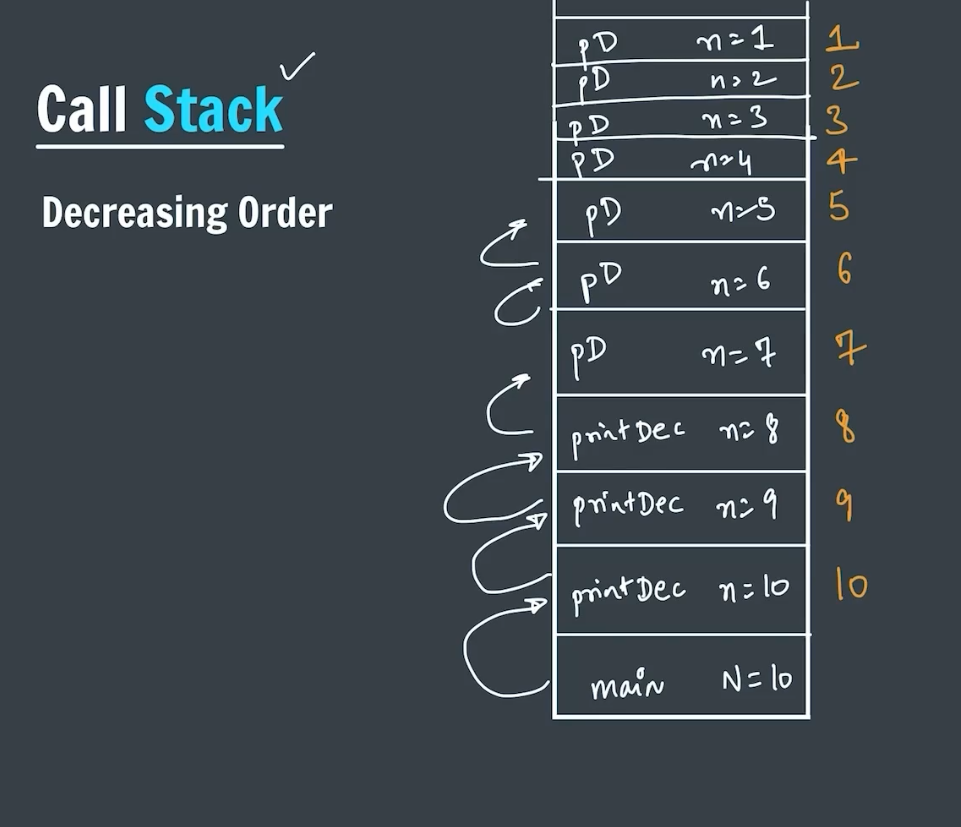 Call Stack
Decreasing Order
pD n=1 1
pD n=2 2
pD n=3 3
pD n=4 4
pD n=5 5
pD n=6 6
pD n=7 7
printDec n=8 8
printDec n=9 9
printDec n=10 10
main N=10